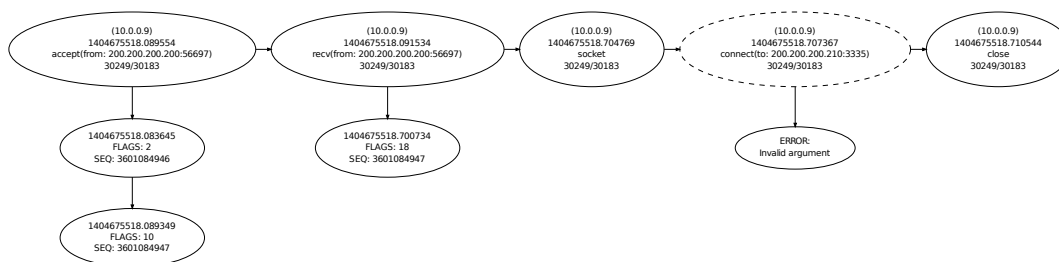 (10.0.0.9)
1404675518.089554
accept(from: 200.200.200.200:56697)
30249/30183
(10.0.0.9)
1404675518.091534
recv(from: 200.200.200.200:56697)
30249/30183
(10.0.0.9)
1404675518.704769
socket
30249/30183
(10.0.0.9)
1404675518.707367
connect(to: 200.200.200.210:3335)
30249/30183
(10.0.0.9)
1404675518.710544
close
30249/30183
1404675518.083645
FLAGS: 2
SEQ: 3601084946
1404675518.700734
FLAGS: 18
SEQ: 3601084947
ERROR:
Invalid argument
1404675518.089349
FLAGS: 10
SEQ: 3601084947